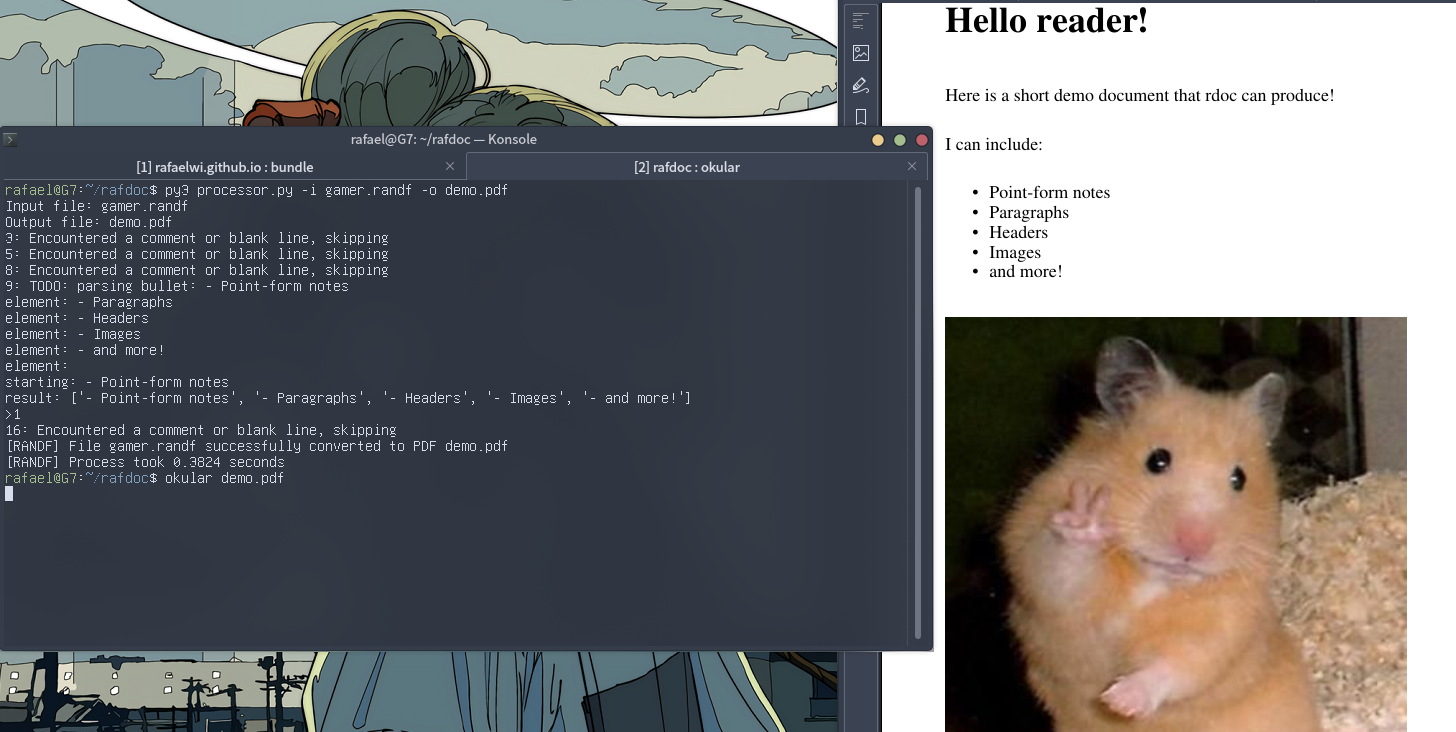 rafael@G7: ~/rafdoc — Konsole
[1] rafaelwi.github.io : bundle
[2] rafdoc : okular
rafael@G7:~/rafdoc$ py3 processor.py -i gamer.randf -o demo.pdf
Input file: gamer.randf
Output file: demo.pdf
3: Encountered a comment or blank line, skipping
5: Encountered a comment or blank line, skipping
8: Encountered a comment or blank line, skipping
9: TODO: parsing bullet: - Point-form notes
element: - Paragraphs
element: - Headers
element: - Images
element: - and more!
element:
starting: - Point-form notes
result: ['- Point-form notes', '- Paragraphs', '- Headers', '- Images', '- and more!']
>1
16: Encountered a comment or blank line, skipping
[RANDF] File gamer.randf successfully converted to PDF demo.pdf
[RANDF] Process took 0.3824 seconds
rafael@G7:~/rafdoc$ okular demo.pdf
Hello reader!
Here is a short demo document that rdoc can produce!
I can include:
• Point-form notes
• Paragraphs
• Headers
• Images
• and more!